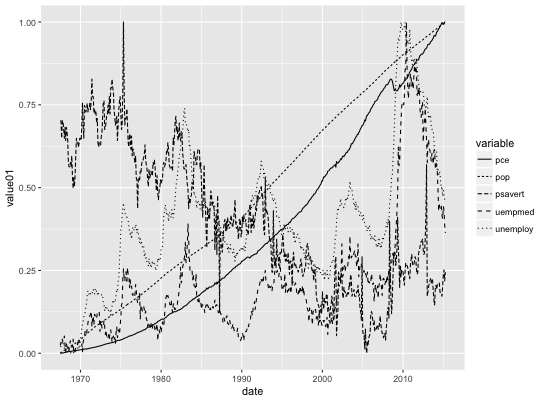 1.00
0.75
0.50
0.25
0.00
value01
1970
1980
1990
2000
2010
date
variable
pce
pop
psavert
uempmed
unemploy